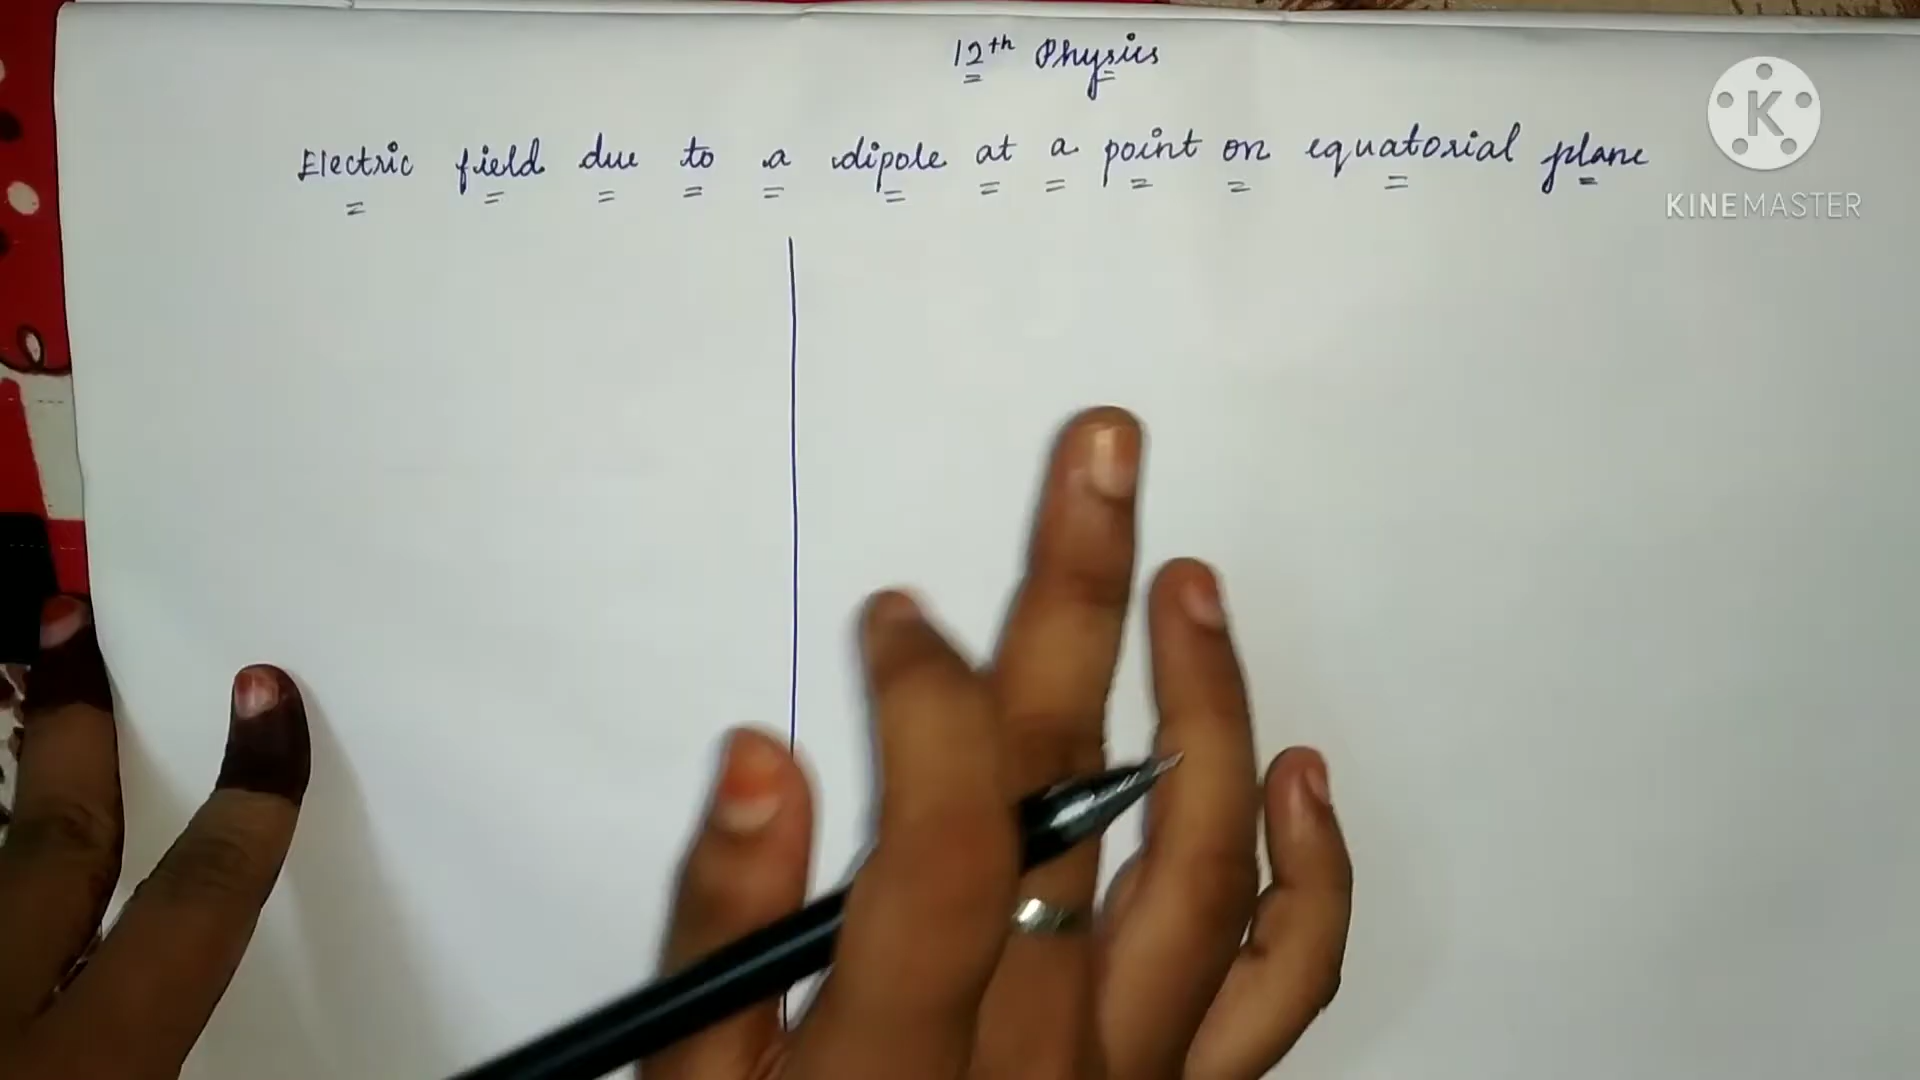 12th Physics
Electric field due to a dipole at a point on equatorial plane
K
KINEMASTER